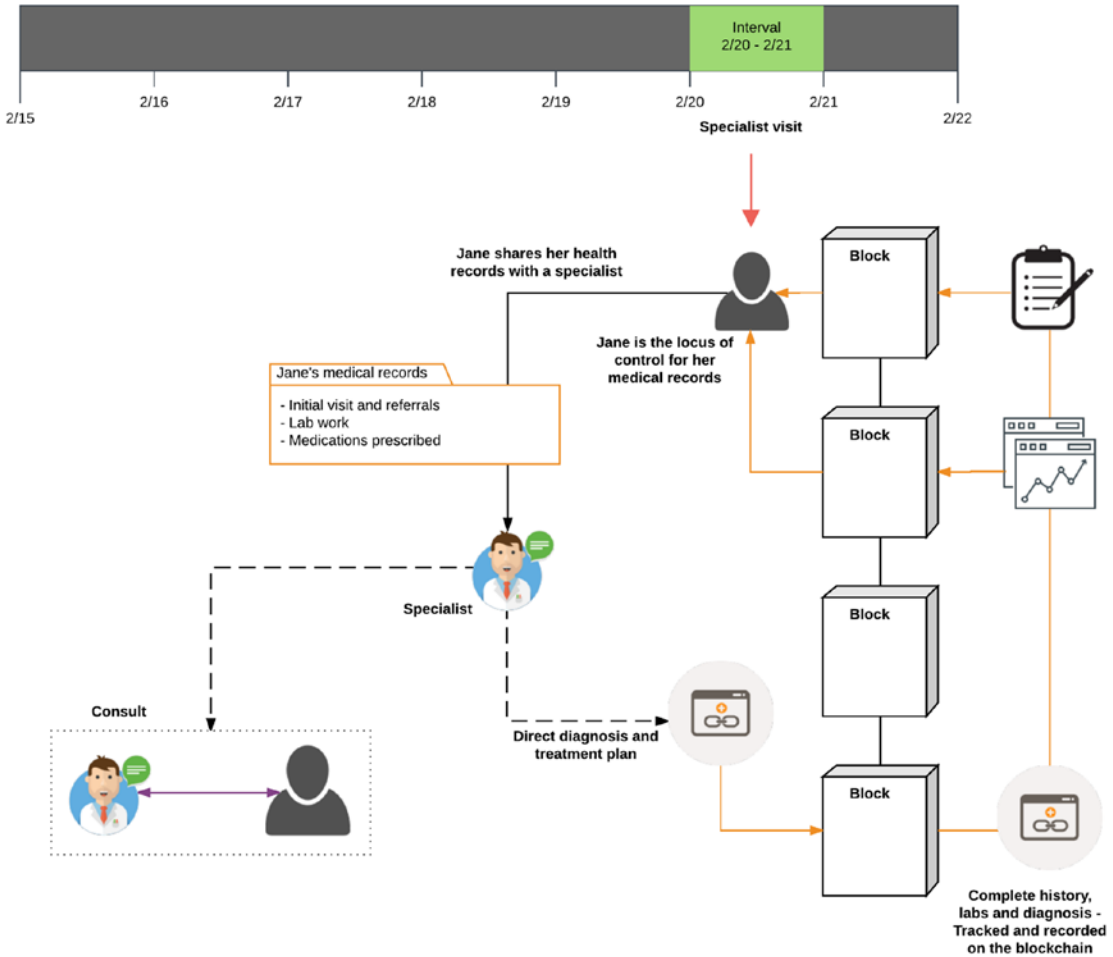 Interval
2/20 - 2/21
2/15
2/16
2/17
2/18
2/19
2/20
2/21
2/22
Specialist visit
Jane shares her health
records with a specialist
Block
Jane is the locus of
control for her
medical records
Jane's medical records
- Initial visit and referrals
- Lab work
- Medications prescribed
Block
Specialist
Block
Consult
Direct diagnosis and
treatment plan
Block
Complete history,
labs and diagnosis -
Tracked and recorded
on the blockchain